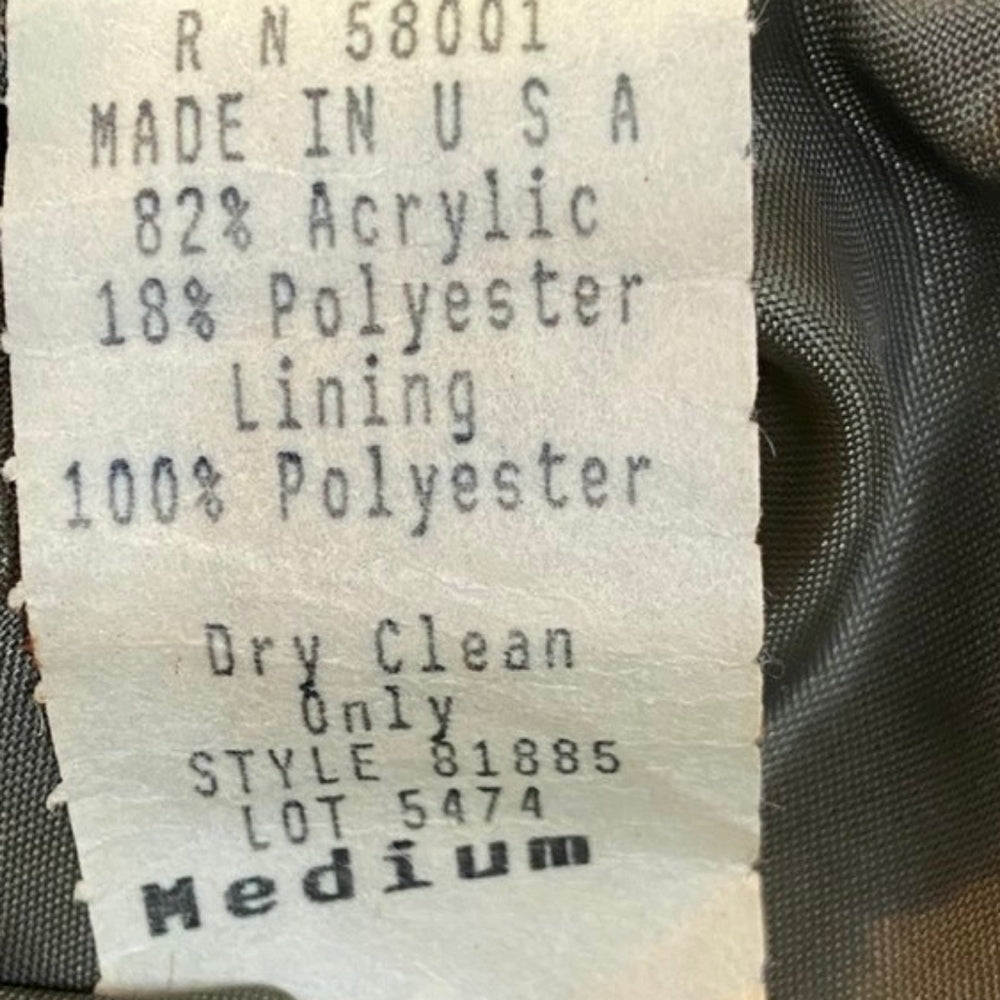 R N 58001
MADE IN U S A
82% Acrylic
18% Polyester
Lining
100% Polyester
Dry Clean
Only
STYLE 81885
LOT 5474
Medium